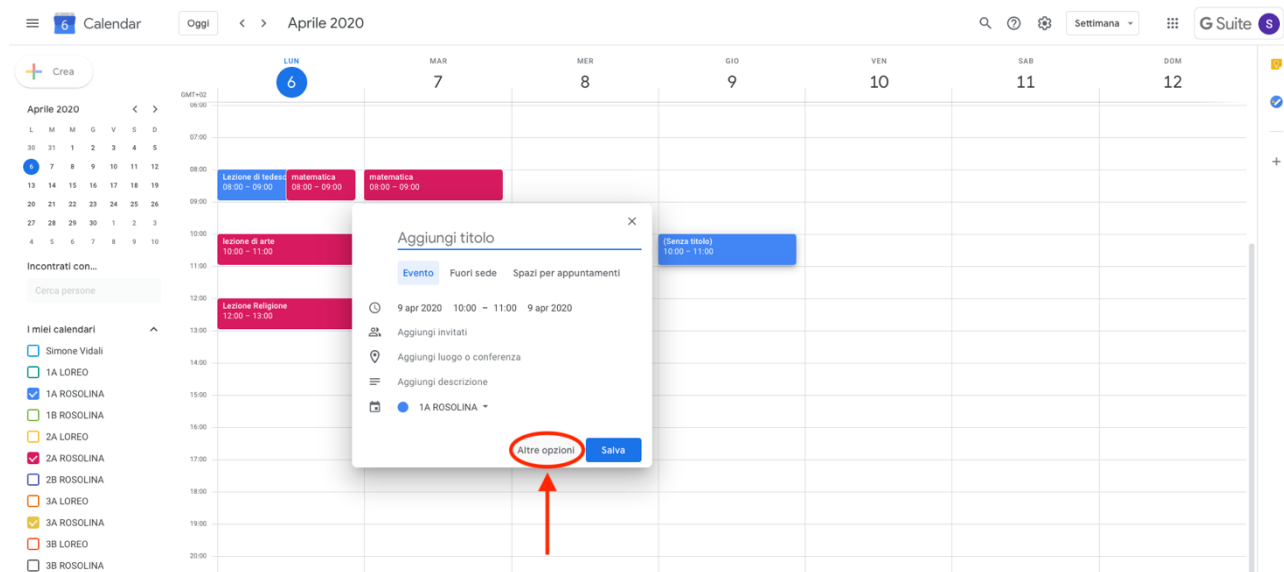 6 Calendar Oggi Aprile 2020 Settimana G Suite S
Crea
Aprile 2020
L M M G V S D
30 31 1 2 3 4 5
6 7 8 9 10 11 12
13 14 15 16 17 18 19
20 21 22 23 24 25 26
27 28 29 30 1 2 3
4 5 6 7 8 9 10
Incontrati con...
Cerca persone
I miei calendari
Simone Vidali
1A LOREO
1A ROSOLINA
1B ROSOLINA
2A LOREO
2A ROSOLINA
2B ROSOLINA
3A LOREO
3A ROSOLINA
3B LOREO
3B ROSOLINA
LUN MAR MER GIO VEN SAB DOM
6 7 8 9 10 11 12
GMT+02
06:00
07:00
08:00
09:00
10:00
11:00
12:00
13:00
14:00
15:00
16:00
17:00
18:00
19:00
20:00
Lezione di tedesc
08:00 – 09:00
matematica
08:00 – 09:00
matematica
08:00 – 09:00
lezione di arte
10:00 – 11:00
(Senza titolo)
10:00 – 11:00
Lezione Religione
12:00 – 13:00
Aggiungi titolo
Evento Fuori sede Spazi per appuntamenti
9 apr 2020 10:00 – 11:00 9 apr 2020
Aggiungi invitati
Aggiungi luogo o conferenza
Aggiungi descrizione
1A ROSOLINA
Altre opzioni Salva